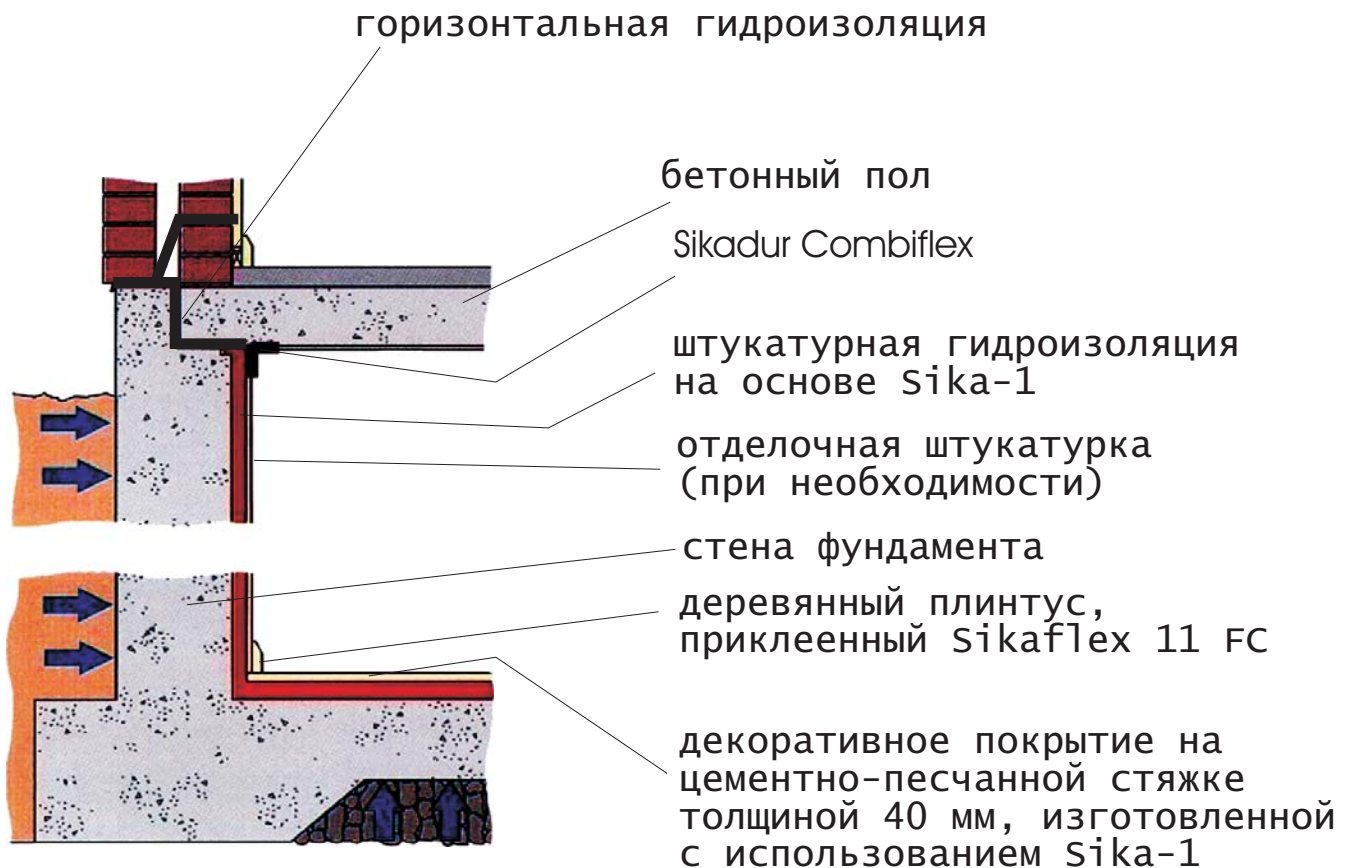 горизонтальная гидроизоляция
бетонный пол
Sikadur Combiflex
штукатурная гидроизоляция
на основе Sika-1
отделочная штукатурка
(при необходимости)
стена фундамента
деревянный плинтус,
приклеенный Sikaflex 11 FC
декоративное покрытие на
цементно-песчанной стяжке
толщиной 40 мм, изготовленной
с использованием Sika-1